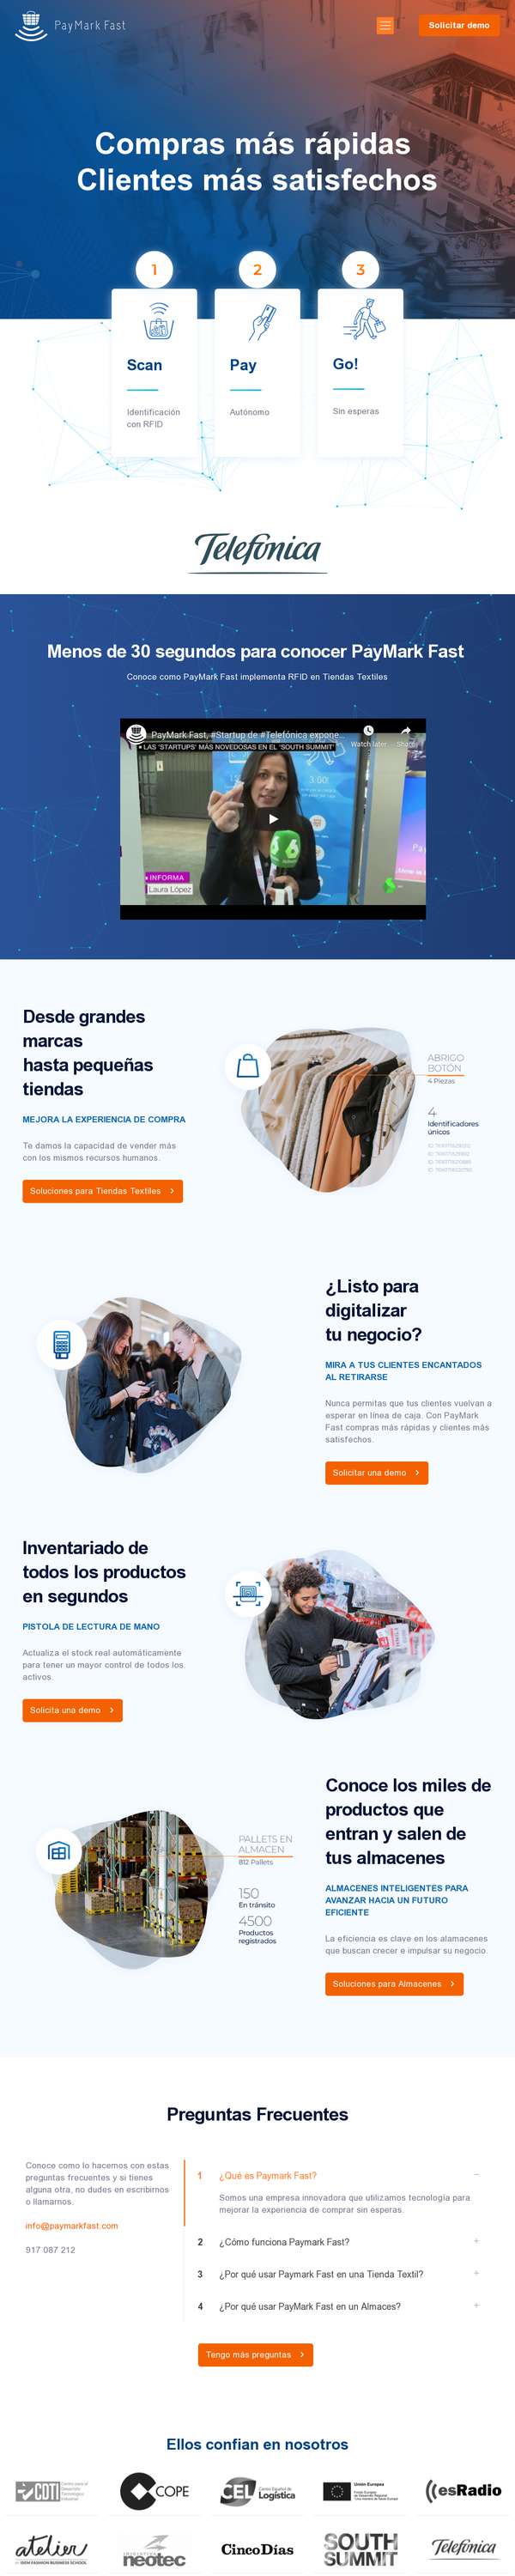 PayMark Fast
Solicitar demo
Compras más rápidas
Clientes más satisfechos
1
2
3
Scan
Identificación
con RFID
Pay
Autónomo
Go!
Sin esperas
Telefónica
Menos de 30 segundos para conocer PayMark Fast
Conoce como PayMark Fast implementa RFID en Tiendas Textiles
PayMark Fast, #Startup de #Telefónica expone...
Watch later
Share
LAS 'STARTUPS' MÁS NOVEDOSAS EN EL 'SOUTH SUMMIT'
INFORMA
Laura López
Desde grandes
marcas
hasta pequeñas
tiendas
MEJORA LA EXPERIENCIA DE COMPRA
Te damos la capacidad de vender más
con los mismos recursos humanos.
Soluciones para Tiendas Textiles
ABRIGO
BOTÓN
4 Piezas
4
Identificadores
únicos
¿Listo para
digitalizar
tu negocio?
MIRA A TUS CLIENTES ENCANTADOS
AL RETIRARSE
Nunca permitas que tus clientes vuelvan a
esperar en línea de caja. Con PayMark
Fast compras más rápidas y clientes más
satisfechos.
Solicitar una demo
Inventariado de
todos los productos
en segundos
PISTOLA DE LECTURA DE MANO
Actualiza el stock real automáticamente
para tener un mayor control de todos los
activos.
Solicita una demo
PALLETS EN
ALMACEN
812 Pallets
150
En tránsito
4500
Productos
registrados
Conoce los miles de
productos que
entran y salen de
tus almacenes
ALMACENES INTELIGENTES PARA
AVANZAR HACIA UN FUTURO
EFICIENTE
La eficiencia es clave en los alamacenes
que buscan crecer e impulsar su negocio.
Soluciones para Almacenes
Preguntas Frecuentes
Conoce como lo hacemos con estas
preguntas frecuentes y si tienes
alguna otra, no dudes en escribirnos
o llamarnos.
info@paymarkfast.com
917 087 212
1 ¿Qué es Paymark Fast?
Somos una empresa innovadora que utilizamos tecnología para
mejorar la experiencia de comprar sin esperas.
2 ¿Cómo funciona Paymark Fast?
3 ¿Por qué usar Paymark Fast en una Tienda Textil?
4 ¿Por qué usar PayMark Fast en un Almaces?
Tengo más preguntas
Ellos confian en nosotros
CDTI
COPE
CEL
Centro Español de
Logística
Unión Europea
esRadio
atelier
neotec
CincoDías
SOUTH
SUMMIT
Telefónica